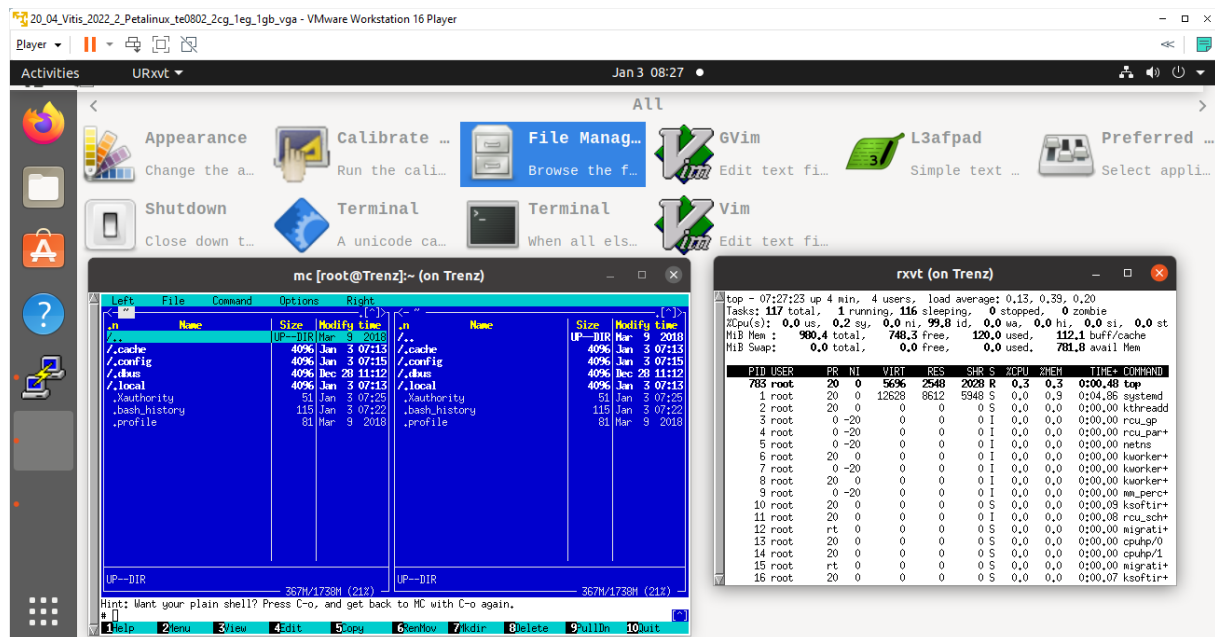 20_04_Vitis_2022_2_Petalinux_te0802_2cg_1eg_1gb_vga - VMware Workstation 16 Player
Player
Activities URxvt Jan 3 08:27
All
Appearance Calibrate … File Manag… GVim L3afpad Preferred …
Change the a… Run the cali… Browse the f… Edit text fi… Simple text … Select appli…
Shutdown Terminal Terminal Vim
Close down t… A unicode ca… When all els… Edit text fi…
mc [root@Trenz]:~ (on Trenz)
Left File Command Options Right
<- ~ .[^]> <- ~ .[^]>
.n Name Size Modify time .n Name Size Modify time
/.. UP--DIR Mar 9 2018 /.. UP--DIR Mar 9 2018
/.cache 4096 Jan 3 07:13 /.cache 4096 Jan 3 07:13
/.config 4096 Jan 3 07:15 /.config 4096 Jan 3 07:15
/.dbus 4096 Dec 28 11:12 /.dbus 4096 Dec 28 11:12
/.local 4096 Jan 3 07:13 /.local 4096 Jan 3 07:13
.Xauthority 51 Jan 3 07:25 .Xauthority 51 Jan 3 07:25
.bash_history 115 Jan 3 07:22 .bash_history 115 Jan 3 07:22
.profile 81 Mar 9 2018 .profile 81 Mar 9 2018
UP--DIR UP--DIR
367M/1738M (21%) 367M/1738M (21%)
Hint: Want your plain shell? Press C-o, and get back to MC with C-o again.
# [^]
1Help 2Menu 3View 4Edit 5Copy 6RenMov 7Mkdir 8Delete 9PullDn 10Quit
rxvt (on Trenz)
top - 07:27:23 up 4 min, 4 users, load average: 0.13, 0.39, 0.20
Tasks: 117 total, 1 running, 116 sleeping, 0 stopped, 0 zombie
%Cpu(s): 0.0 us, 0.2 sy, 0.0 ni, 99.8 id, 0.0 wa, 0.0 hi, 0.0 si, 0.0 st
MiB Mem : 980.4 total, 748.3 free, 120.0 used, 112.1 buff/cache
MiB Swap: 0.0 total, 0.0 free, 0.0 used. 781.8 avail Mem
PID USER PR NI VIRT RES SHR S %CPU %MEM TIME+ COMMAND
783 root 20 0 5696 2548 2028 R 0.3 0.3 0:00.48 top
1 root 20 0 12628 8612 5948 S 0.0 0.9 0:04.86 systemd
2 root 20 0 0 0 0 S 0.0 0.0 0:00.00 kthreadd
3 root 0 -20 0 0 0 I 0.0 0.0 0:00.00 rcu_gp
4 root 0 -20 0 0 0 I 0.0 0.0 0:00.00 rcu_par+
5 root 0 -20 0 0 0 I 0.0 0.0 0:00.00 netns
6 root 20 0 0 0 0 I 0.0 0.0 0:00.00 kworker+
7 root 0 -20 0 0 0 I 0.0 0.0 0:00.00 kworker+
8 root 20 0 0 0 0 I 0.0 0.0 0:00.00 kworker+
9 root 0 -20 0 0 0 I 0.0 0.0 0:00.00 mm_perc+
10 root 20 0 0 0 0 S 0.0 0.0 0:00.09 ksoftir+
11 root 20 0 0 0 0 I 0.0 0.0 0:00.08 rcu_sch+
12 root rt 0 0 0 0 S 0.0 0.0 0:00.00 migrati+
13 root 20 0 0 0 0 S 0.0 0.0 0:00.00 cpuhp/0
14 root 20 0 0 0 0 S 0.0 0.0 0:00.00 cpuhp/1
15 root rt 0 0 0 0 S 0.0 0.0 0:00.00 migrati+
16 root 20 0 0 0 0 S 0.0 0.0 0:00.07 ksoftir+